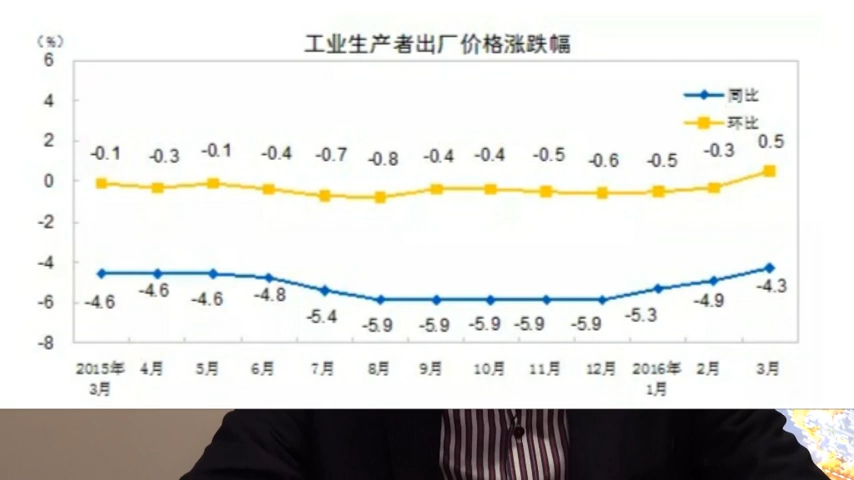 工业生产者出厂价格涨跌幅
(%)
6
4
2
0
-2
-4
-6
-8
同比
环比
-0.1 -0.3 -0.1 -0.4 -0.7 -0.8 -0.4 -0.4 -0.5 -0.6 -0.5 -0.3 0.5
-4.6 -4.6 -4.6 -4.8 -5.4 -5.9 -5.9 -5.9 -5.9 -5.9 -5.3 -4.9 -4.3
2015年 4月 5月 6月 7月 8月 9月 10月 11月 12月 2016年 2月 3月
3月 1月